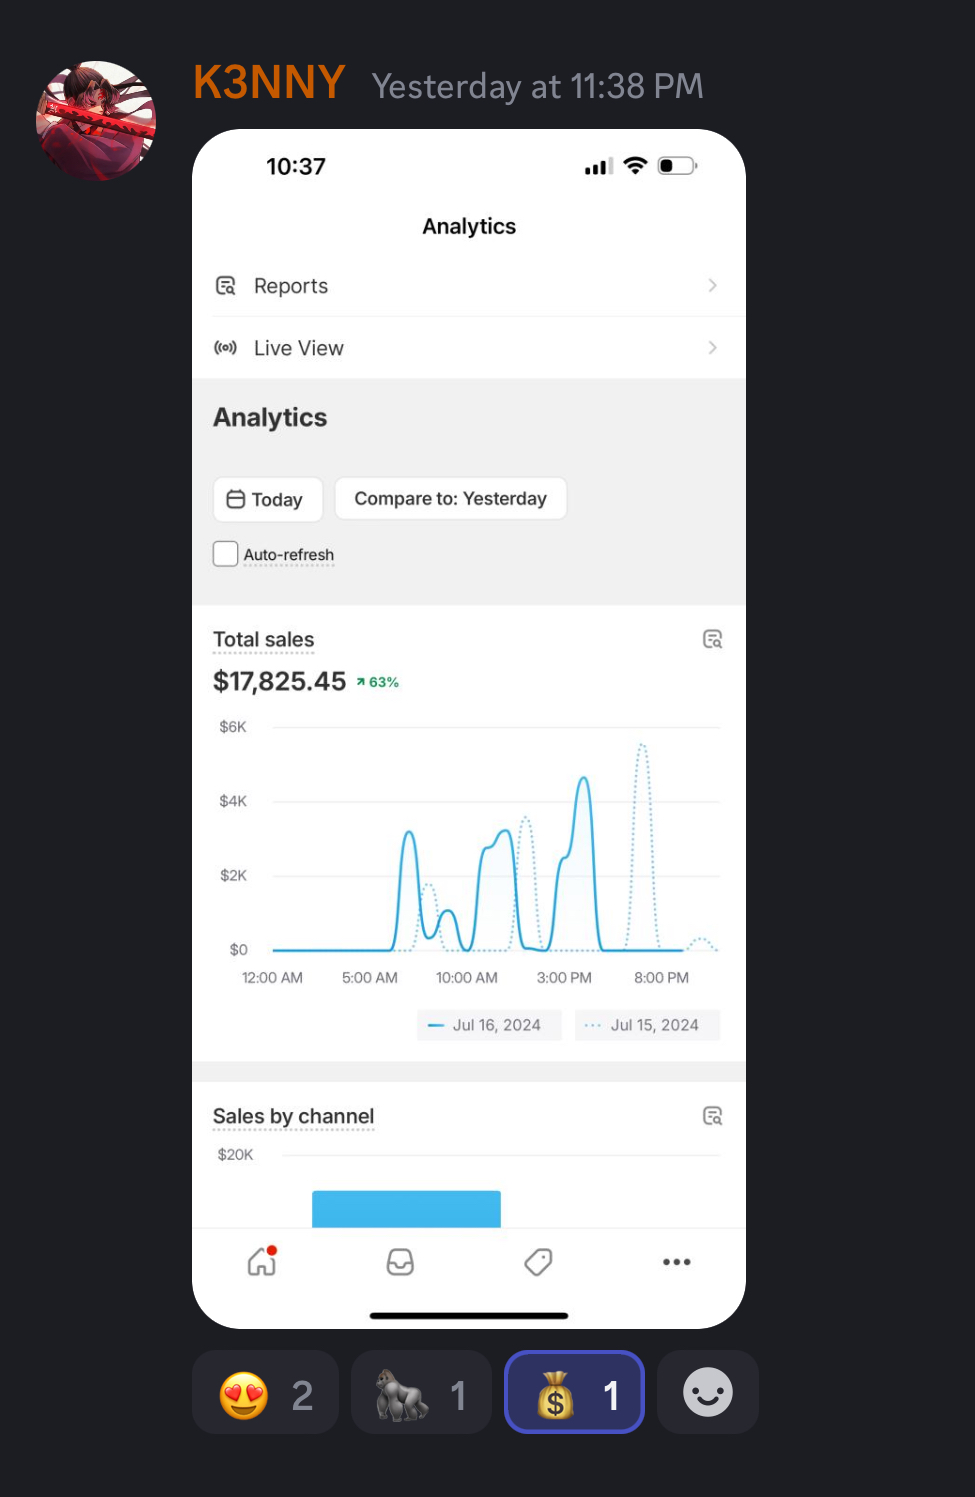 K3NNY Yesterday at 11:38 PM
10:37
Analytics
Reports
Live View
Analytics
Today Compare to: Yesterday
Auto-refresh
Total sales
$17,825.45 63%
$6K
$4K
$2K
$0
12:00 AM 5:00 AM 10:00 AM 3:00 PM 8:00 PM
Jul 16, 2024 Jul 15, 2024
Sales by channel
$20K
2 1 1